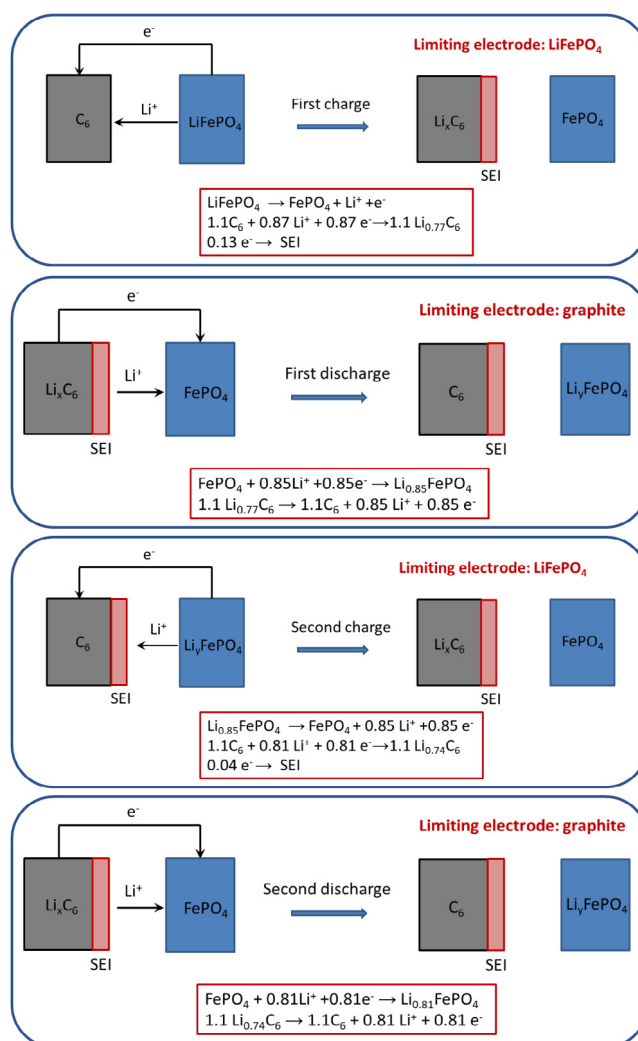 e⁻
Limiting electrode: LiFePO₄
C₆
Li⁺
LiFePO₄
First charge
LiₓC₆
FePO₄
SEI
LiFePO₄ → FePO₄ + Li⁺ +e⁻
1.1C₆ + 0.87 Li⁺ + 0.87 e⁻→1.1 Li₀.₇₇C₆
0.13 e⁻→ SEI
Limiting electrode: graphite
e⁻
LiₓC₆
Li⁺
FePO₄
First discharge
C₆
LiᵧFePO₄
SEI
SEI
FePO₄ + 0.85Li⁺ +0.85e⁻ → Li₀.₈₅FePO₄
1.1 Li₀.₇₇C₆ → 1.1C₆ + 0.85 Li⁺ + 0.85 e⁻
e⁻
Limiting electrode: LiFePO₄
C₆
Li⁺
LiᵧFePO₄
Second charge
LiₓC₆
FePO₄
SEI
SEI
Li₀.₈₅FePO₄ → FePO₄ + 0.85 Li⁺ +0.85 e⁻
1.1C₆ + 0.81 Li⁺ + 0.81 e⁻→1.1 Li₀.₇₄C₆
0.04 e⁻→ SEI
e⁻
Limiting electrode: graphite
LiₓC₆
Li⁺
FePO₄
Second discharge
C₆
LiᵧFePO₄
SEI
SEI
FePO₄ + 0.81Li⁺ +0.81e⁻ → Li₀.₈₁FePO₄
1.1 Li₀.₇₄C₆ → 1.1C₆ + 0.81 Li⁺ + 0.81 e⁻